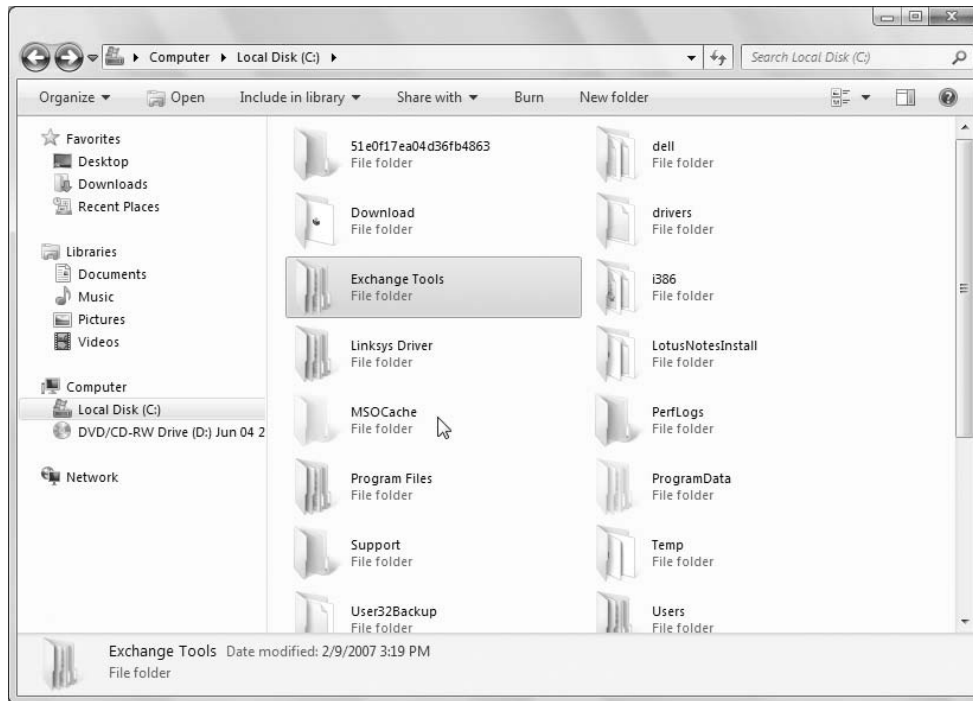 Computer Local Disk (C:)
Search Local Disk (C:)
Organize Open Include in library Share with Burn New folder
Favorites
Desktop
Downloads
Recent Places
Libraries
Documents
Music
Pictures
Videos
Computer
Local Disk (C:)
DVD/CD-RW Drive (D:) Jun 04 2
Network
51e0f17ea04d36fb4863
File folder
dell
File folder
Download
File folder
drivers
File folder
Exchange Tools
File folder
i386
File folder
Linksys Driver
File folder
LotusNotesInstall
File folder
MSOCache
File folder
PerfLogs
File folder
Program Files
File folder
ProgramData
File folder
Support
File folder
Temp
File folder
User32Backup
File folder
Users
File folder
Exchange Tools Date modified: 2/9/2007 3:19 PM
File folder